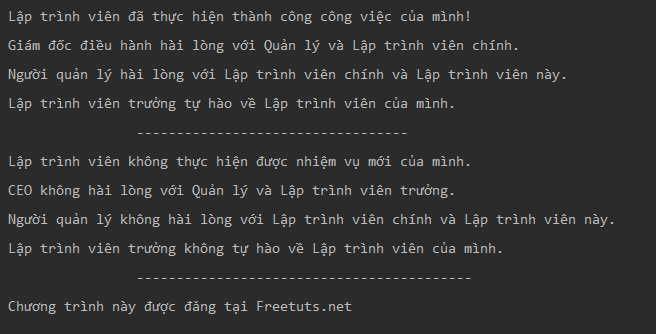 Lập trình viên đã thực hiện thành công công việc của mình!
Giám đốc điều hành hài lòng với Quản lý và Lập trình viên chính.
Người quản lý hài lòng với Lập trình viên chính và Lập trình viên này.
Lập trình viên trưởng tự hào về Lập trình viên của mình.
----------------------------------
Lập trình viên không thực hiện được nhiệm vụ mới của mình.
CEO không hài lòng với Quản lý và Lập trình viên trưởng.
Người quản lý không hài lòng với Lập trình viên chính và Lập trình viên này.
Lập trình viên trưởng không tự hào về Lập trình viên của mình.
------------------------------------------
Chương trình này được đăng tại Freetuts.net